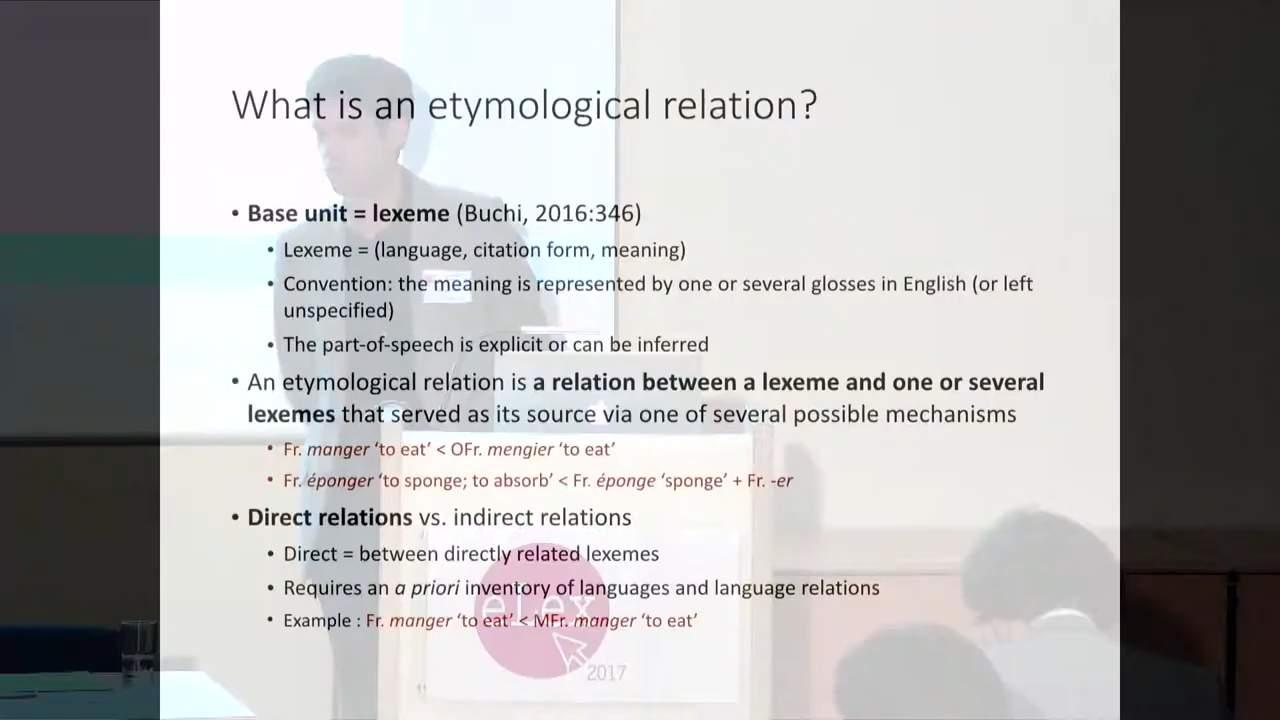 What is an etymological relation?
• Base unit = lexeme (Buchi, 2016:346)
• Lexeme = (language, citation form, meaning)
• Convention: the meaning is represented by one or several glosses in English (or left
unspecified)
• The part-of-speech is explicit or can be inferred
• An etymological relation is a relation between a lexeme and one or several
lexemes that served as its source via one of several possible mechanisms
• Fr. manger ‘to eat’ < OFr. mengier ‘to eat’
• Fr. éponger ‘to sponge; to absorb’ < Fr. éponge ‘sponge’ + Fr. -er
• Direct relations vs. indirect relations
• Direct = between directly related lexemes
• Requires an a priori inventory of languages and language relations
• Example : Fr. manger ‘to eat’ < MFr. manger ‘to eat’
eLex
2017